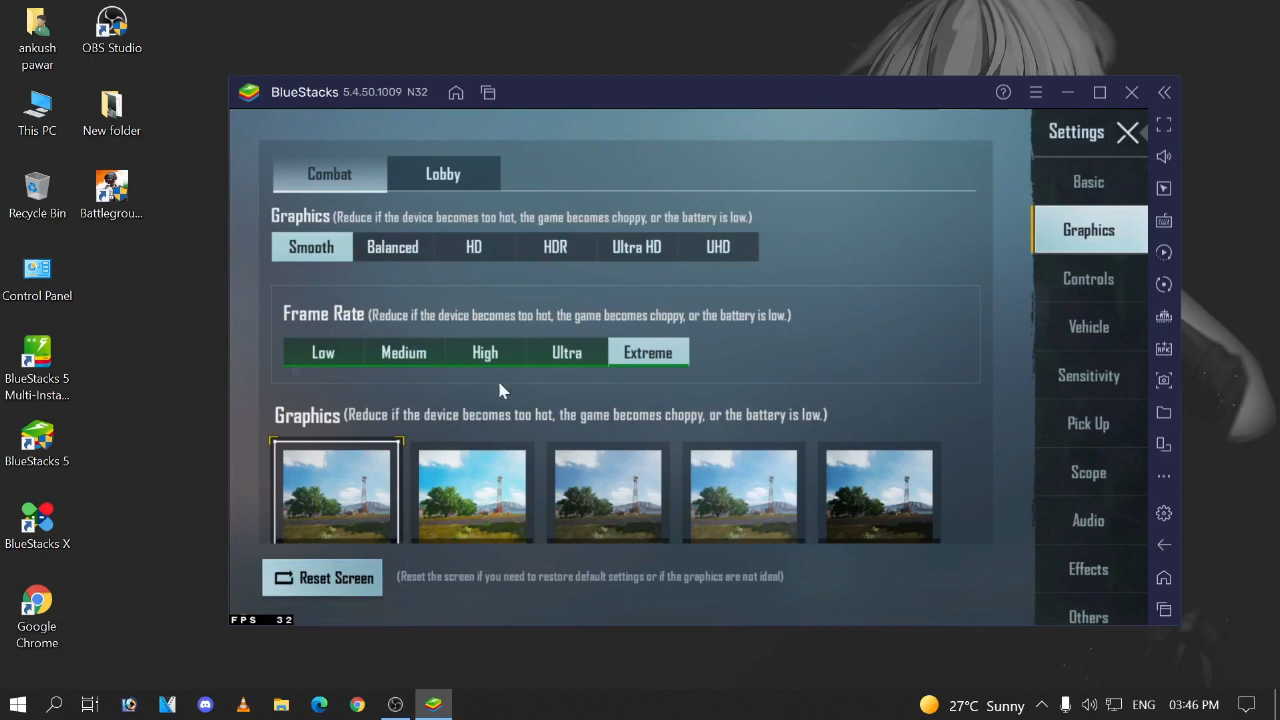 ankush
pawar
OBS Studio
This PC
New folder
Recycle Bin
Battlegrou...
Control Panel
BlueStacks 5
Multi-Insta...
BlueStacks 5
BlueStacks X
Google
Chrome
BlueStacks 5.4.50.1009 N32
Combat
Lobby
Graphics (Reduce if the device becomes too hot, the game becomes choppy, or the battery is low.)
Smooth Balanced HD HDR Ultra HD UHD
Frame Rate (Reduce if the device becomes too hot, the game becomes choppy, or the battery is low.)
Low Medium High Ultra Extreme
Graphics (Reduce if the device becomes too hot, the game becomes choppy, or the battery is low.)
Reset Screen (Reset the screen if you need to restore default settings or if the graphics are not ideal)
FPS 32
Settings
Basic
Graphics
Controls
Vehicle
Sensitivity
Pick Up
Scope
Audio
Effects
Others
27°C Sunny
ENG
03:46 PM